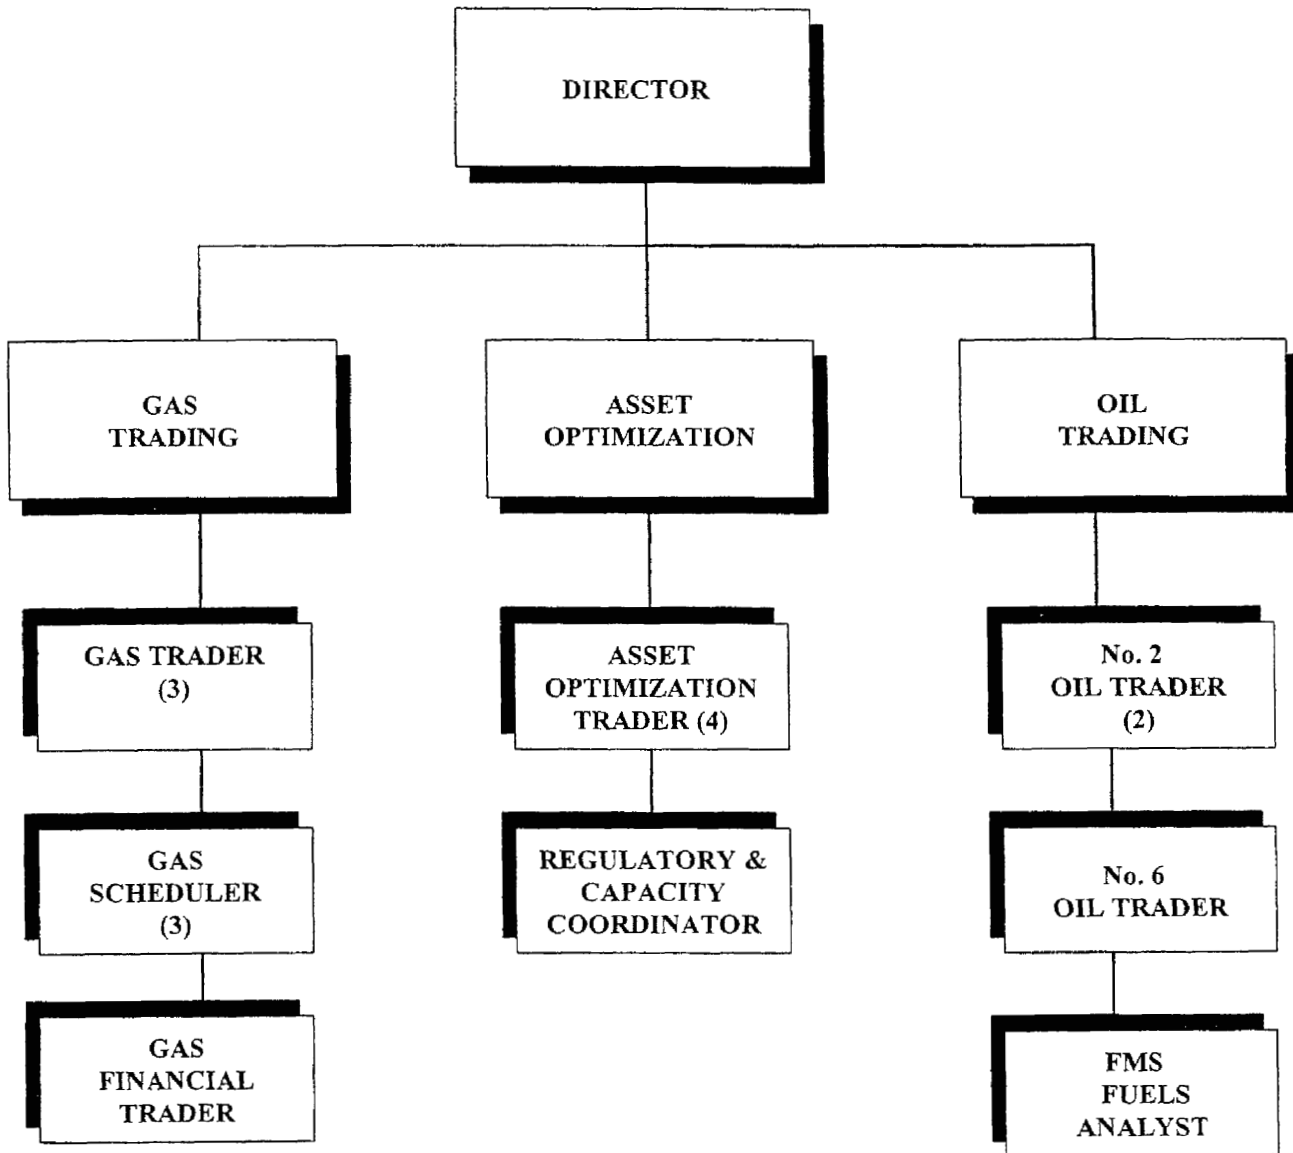 DIRECTOR
GAS
TRADING
ASSET
OPTIMIZATION
OIL
TRADING
GAS TRADER
(3)
ASSET
OPTIMIZATION
TRADER (4)
No. 2
OIL TRADER
(2)
GAS
SCHEDULER
(3)
REGULATORY &
CAPACITY
COORDINATOR
No. 6
OIL TRADER
GAS
FINANCIAL
TRADER
FMS
FUELS
ANALYST